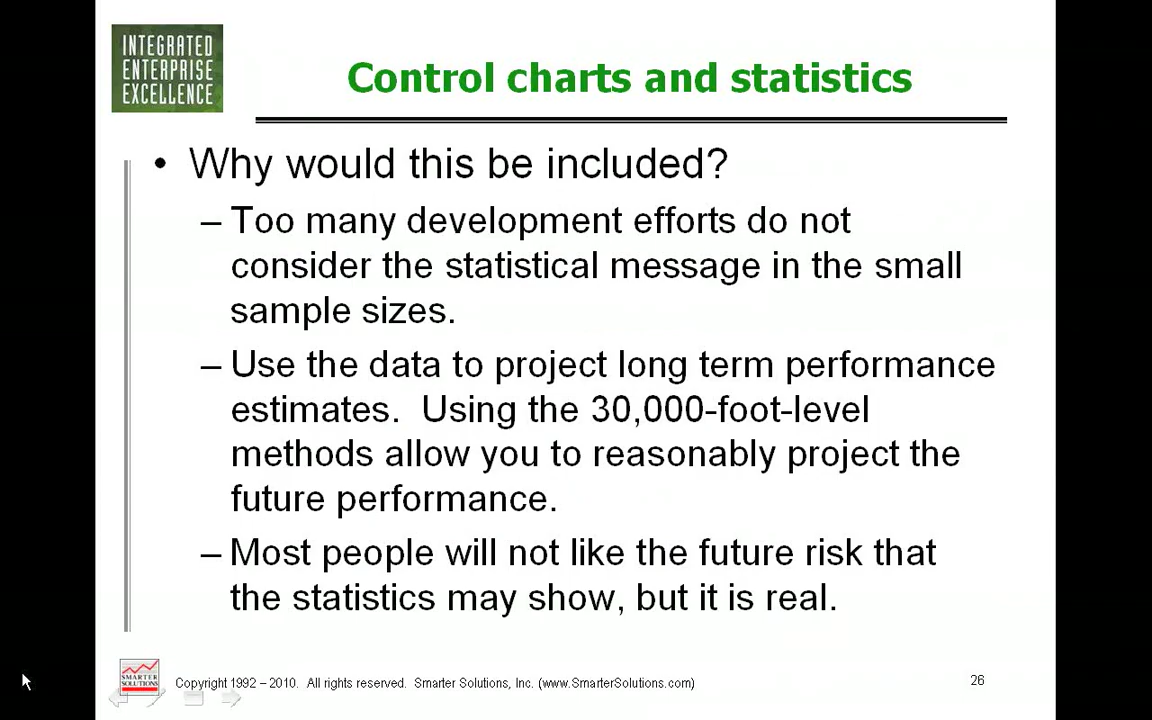 INTEGRATED
ENTERPRISE
EXCELLENCE
Control charts and statistics
• Why would this be included?
– Too many development efforts do not
consider the statistical message in the small
sample sizes.
– Use the data to project long term performance
estimates.  Using the 30,000-foot-level
methods allow you to reasonably project the
future performance.
– Most people will not like the future risk that
the statistics may show, but it is real.
SMARTER
SOLUTIONS
Copyright 1992 – 2010.  All rights reserved.  Smarter Solutions, Inc. (www.SmarterSolutions.com)
26